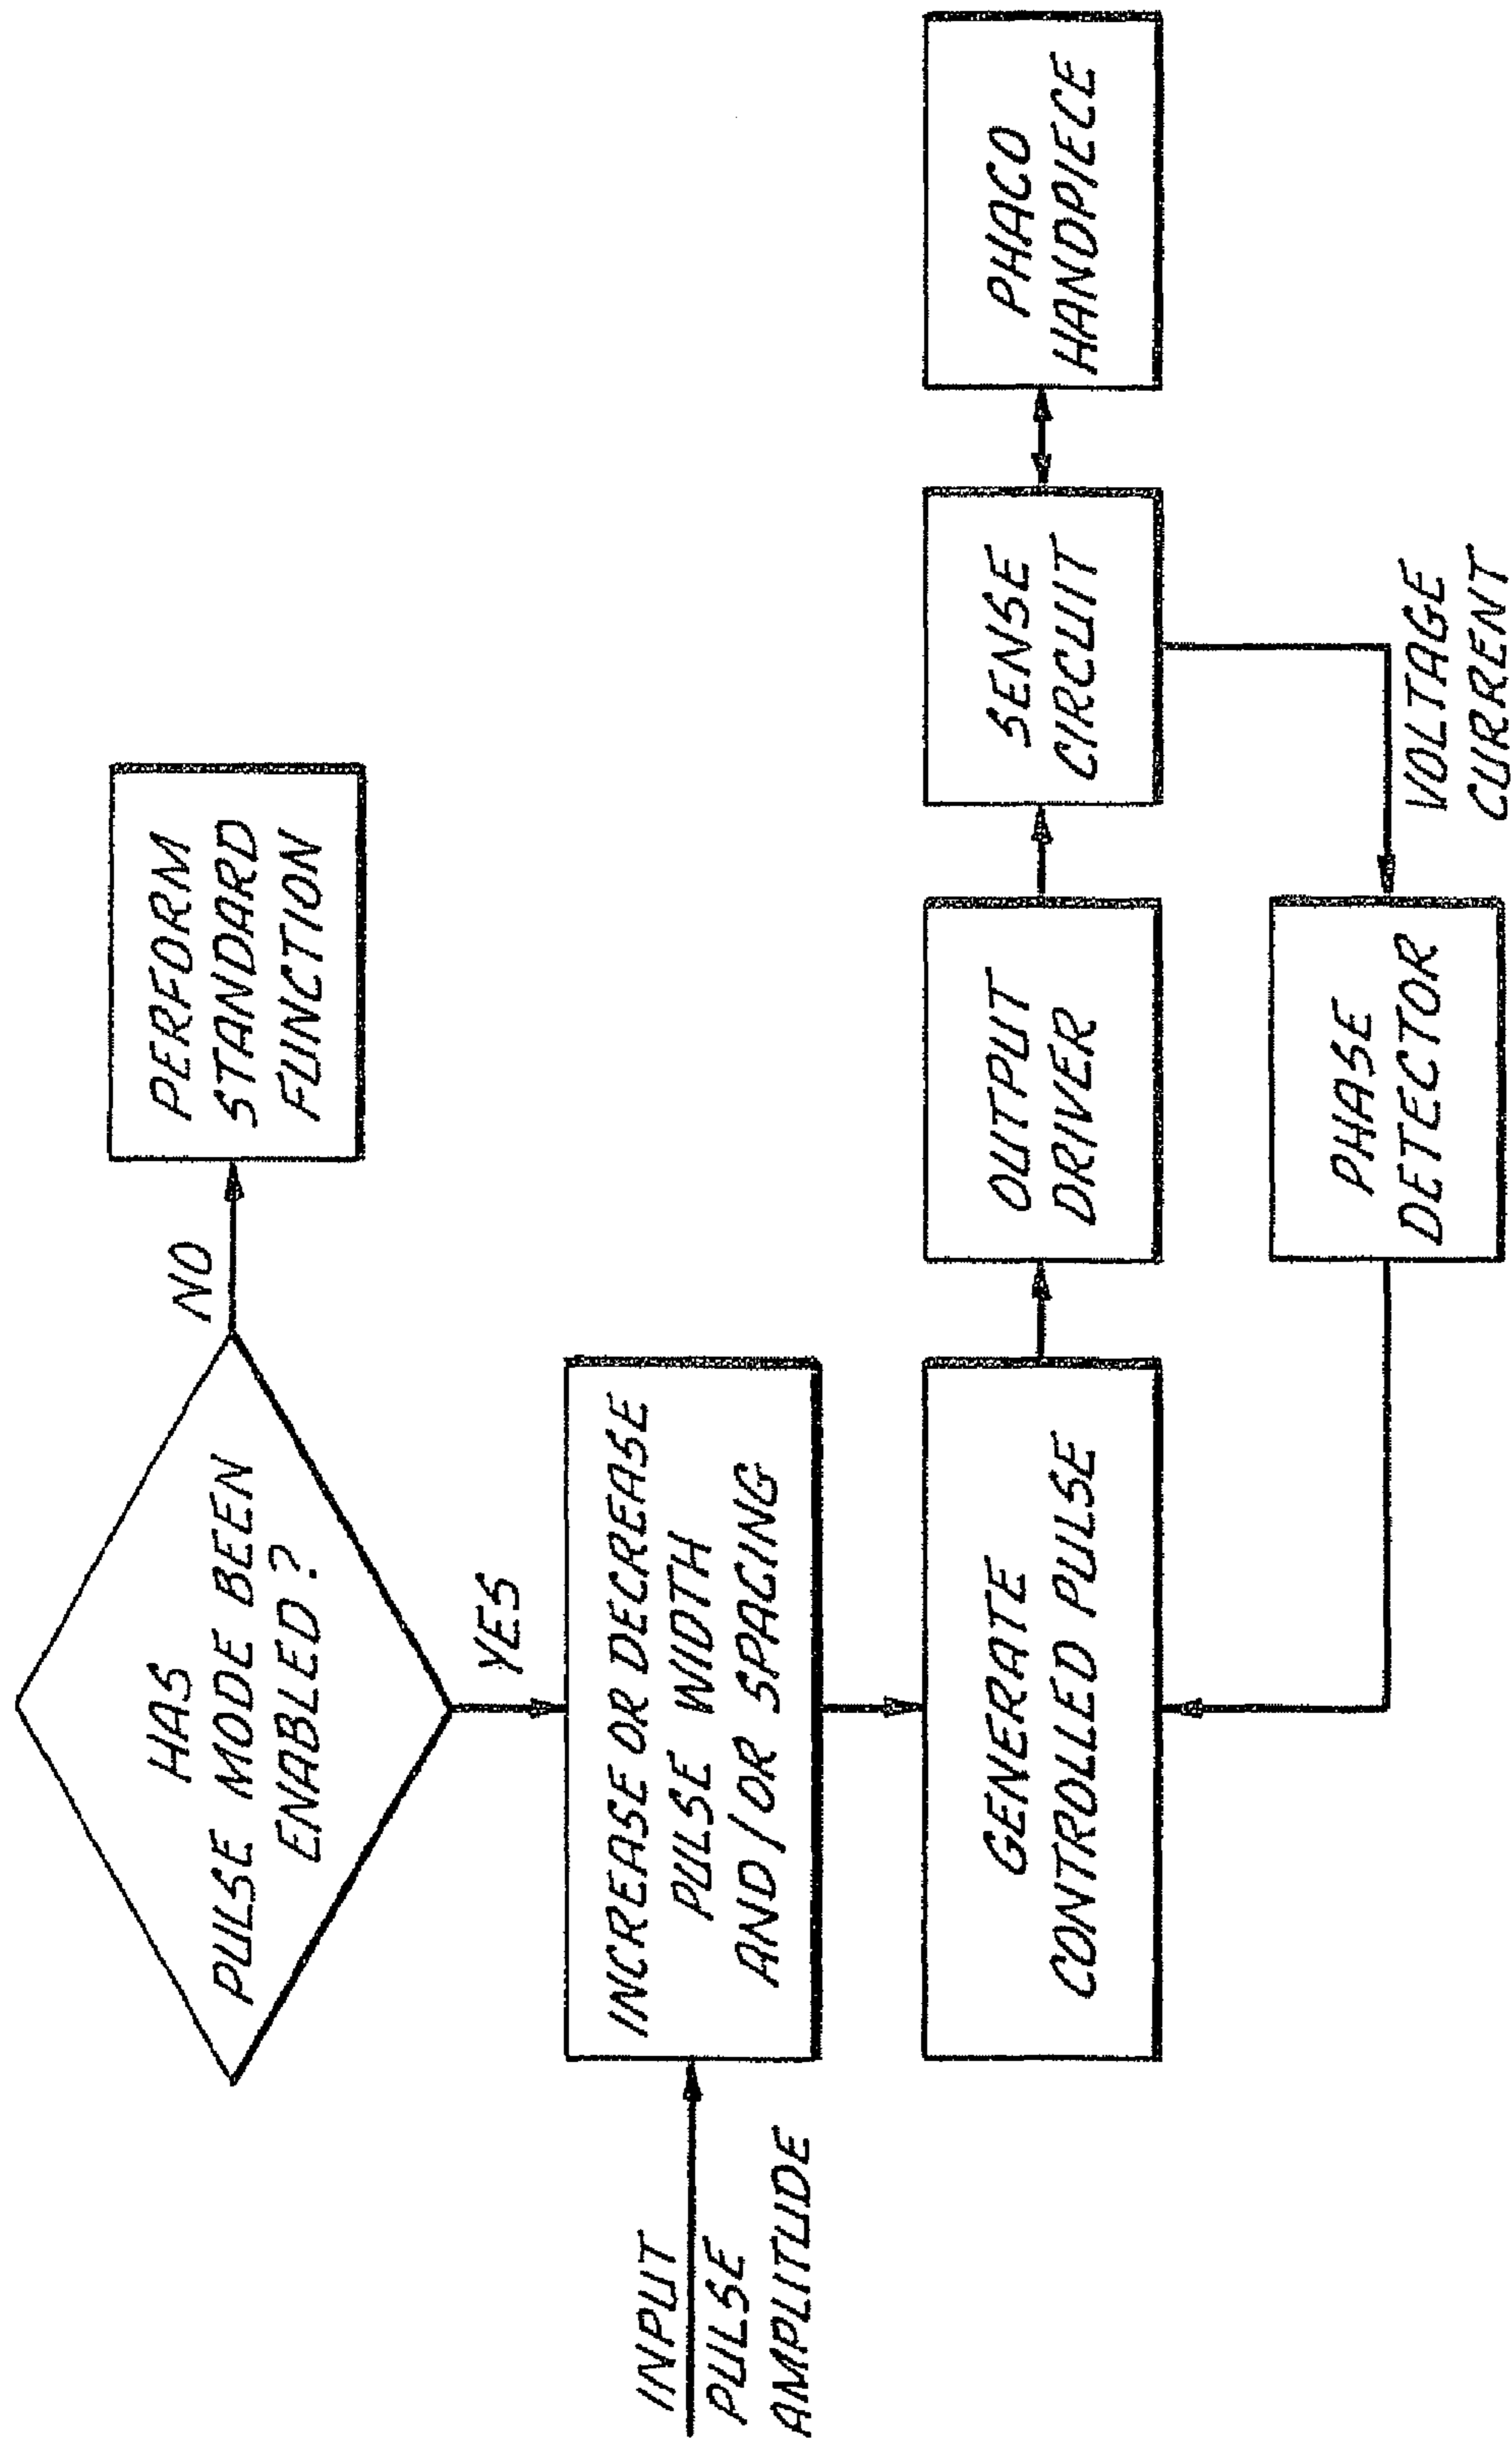 HAS
PULSE MODE BEEN
ENABLED?
NO
PERFORM
STANDARD
FUNCTION
YES
INPUT
PULSE
AMPLITUDE
INCREASE OR DECREASE
PULSE WIDTH
AND/OR SPACING
GENERATE
CONTROLLED PULSE
OUTPUT
DRIVER
SENSE
CIRCUIT
PHACO
HANDPIECE
PHASE
DETECTOR
VOLTAGE
CURRENT